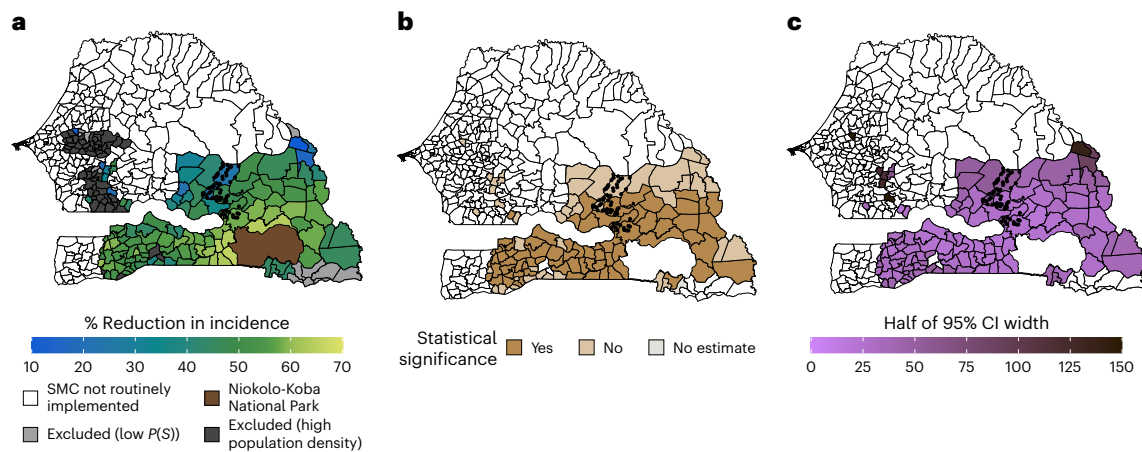 a
b
c
% Reduction in incidence
10 20 30 40 50 60 70
SMC not routinely
implemented
Niokolo-Koba
National Park
Excluded (low P(S))
Excluded (high
population density)
Statistical
significance
Yes
No
No estimate
Half of 95% CI width
0 25 50 75 100 125 150